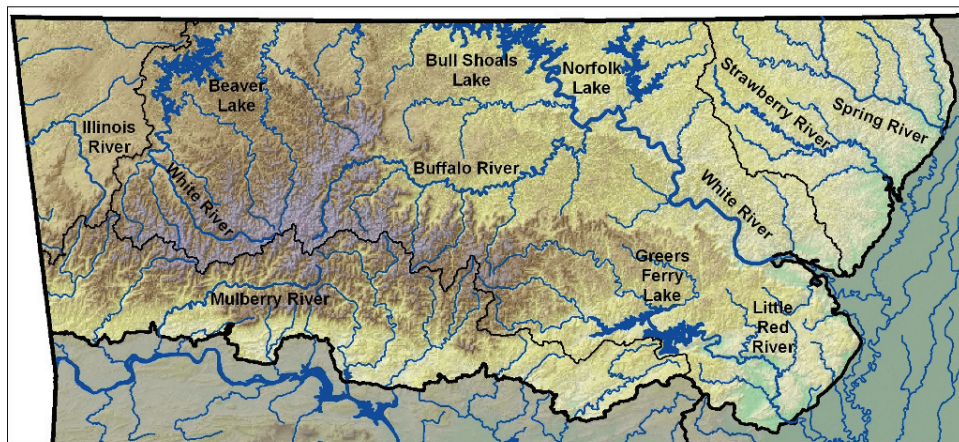 Bull Shoals
Lake
Norfolk
Lake
Beaver
Lake
Strawberry River
Spring River
Illinois
River
Buffalo River
White River
White River
Greers
Ferry
Lake
Mulberry River
Little
Red
River